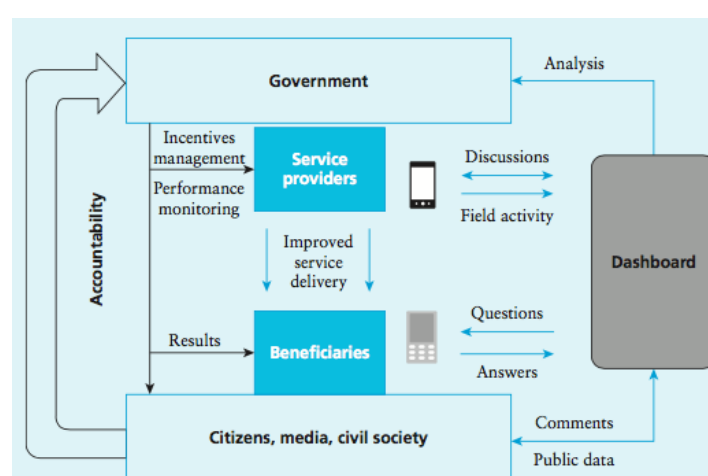 Government
Analysis
Incentives
management
Performance
monitoring
Service
providers
Discussions
Field activity
Accountability
Improved
service
delivery
Dashboard
Results
Beneficiaries
Questions
Answers
Citizens, media, civil society
Comments
Public data